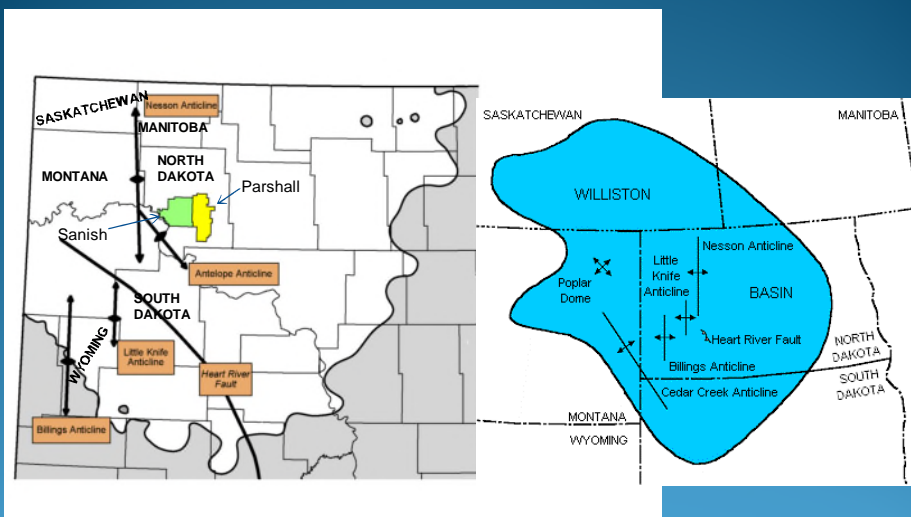 SASKATCHEWAN
Nesson Anticline
MANITOBA
NORTH
DAKOTA
MONTANA
Parshall
Sanish
Antelope Anticline
SOUTH
DAKOTA
WYOMING
Little Knife
Anticline
Heart River
Fault
Billings Anticline
SASKATCHEWAN
MANITOBA
WILLISTON
Nesson Anticline
Little
Knife
Anticline
Poplar
Dome
BASIN
Heart River Fault
NORTH
DAKOTA
Billings Anticline
SOUTH
DAKOTA
Cedar Creek Anticline
MONTANA
WYOMING